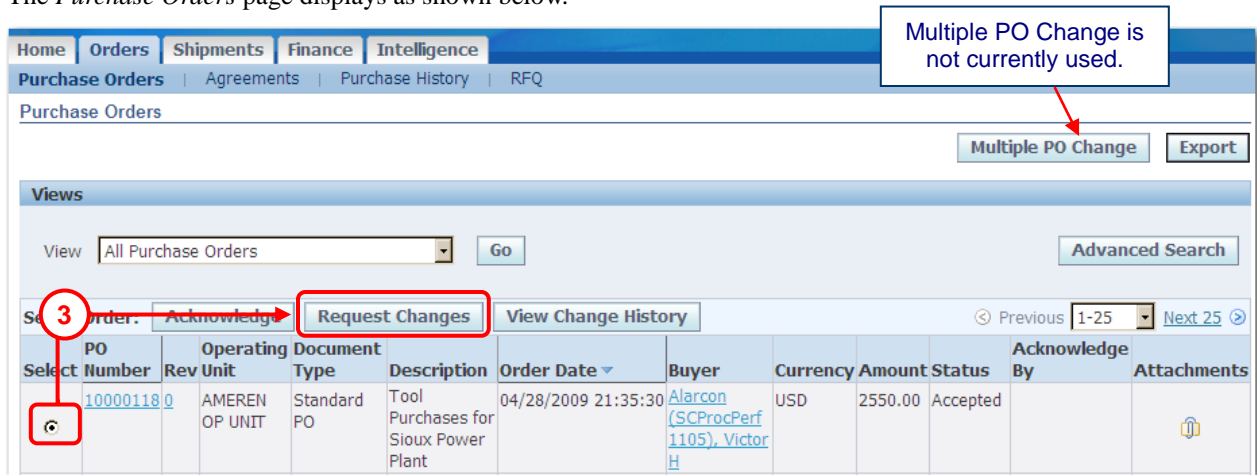 The Purchase Orders page displays as shown below.
Multiple PO Change is
not currently used.
Home Orders Shipments Finance Intelligence
Purchase Orders | Agreements | Purchase History | RFQ
Purchase Orders
Multiple PO Change Export
Views
View All Purchase Orders Go Advanced Search
3 Order: Acknowledge Request Changes View Change History Previous 1-25 Next 25
Select PO Number Rev Operating Unit Document Type Description Order Date Buyer Currency Amount Status Acknowledge By Attachments
10000118 0 AMEREN OP UNIT Standard PO Tool Purchases for Sioux Power Plant 04/28/2009 21:35:30 Alarcon (SCProcPerf 1105), Victor H USD 2550.00 Accepted